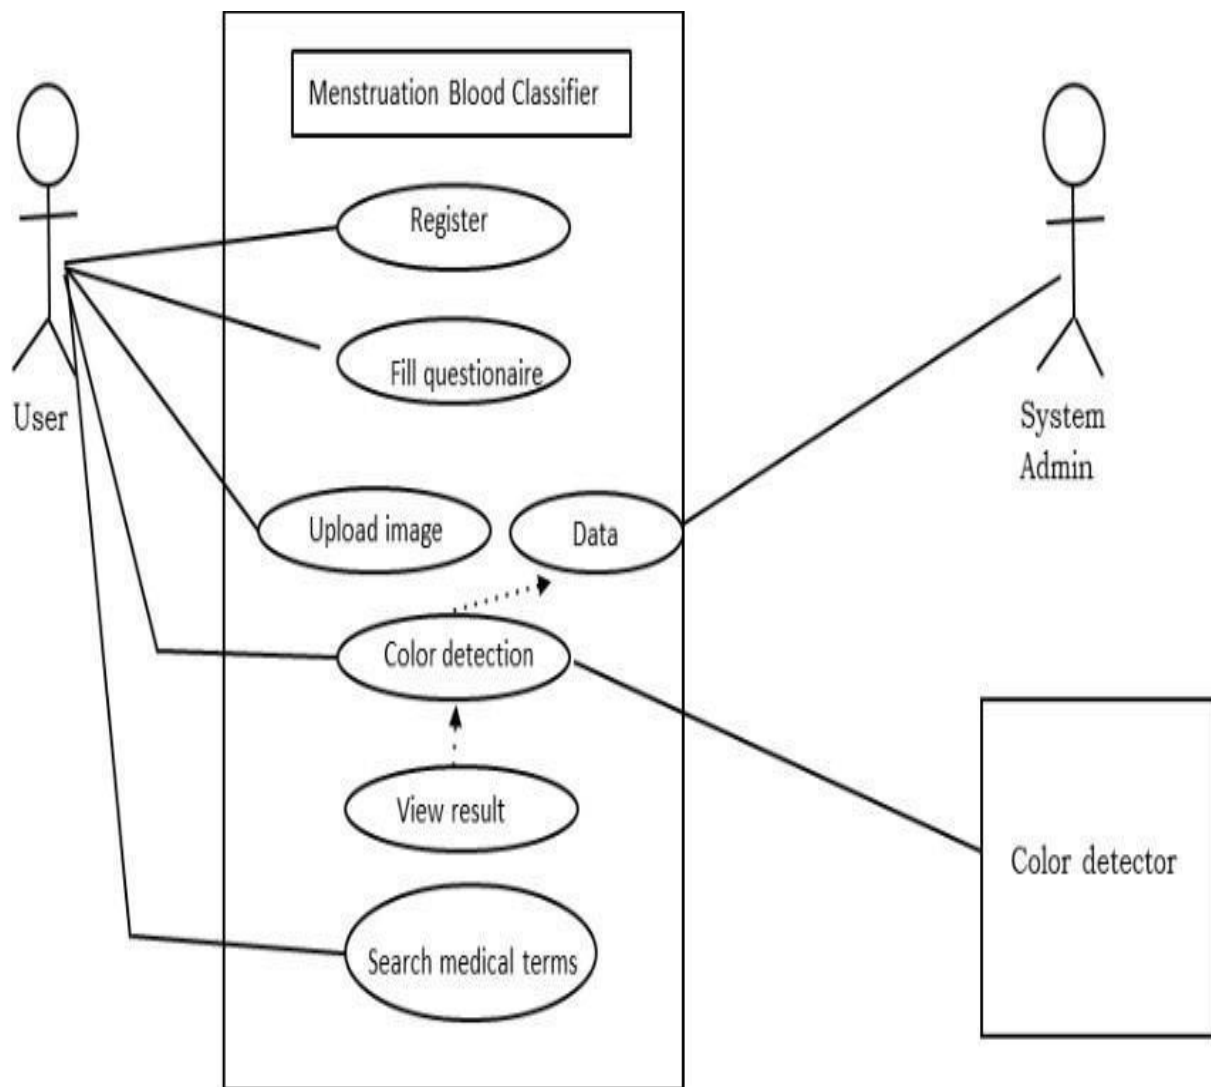 Menstruation Blood Classifier
Register
Fill questionaire
User
System
Admin
Upload image
Data
Color detection
View result
Color detector
Search medical terms